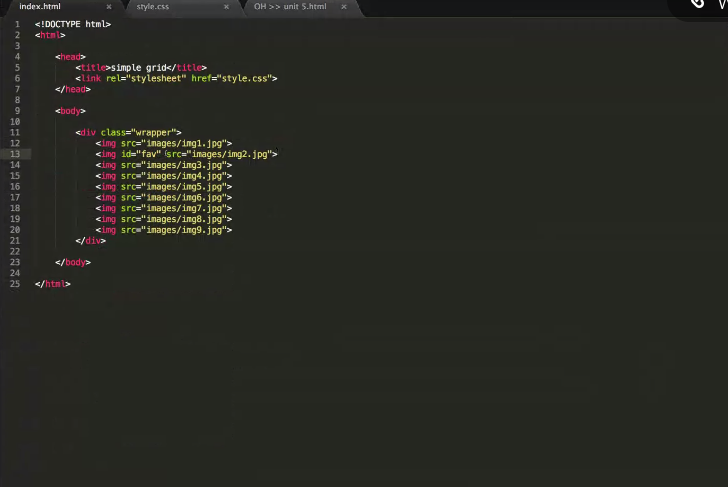 index.html × style.css × OH >> unit 5.html ×
1 <!DOCTYPE html>
2 <html>
3
4 <head>
5 <title>simple grid</title>
6 <link rel="stylesheet" href="style.css">
7 </head>
8
9 <body>
10
11 <div class="wrapper">
12 <img src="images/img1.jpg">
13 <img id="fav" src="images/img2.jpg">
14 <img src="images/img3.jpg">
15 <img src="images/img4.jpg">
16 <img src="images/img5.jpg">
17 <img src="images/img6.jpg">
18 <img src="images/img7.jpg">
19 <img src="images/img8.jpg">
20 <img src="images/img9.jpg">
21 </div>
22
23 </body>
24
25 </html>